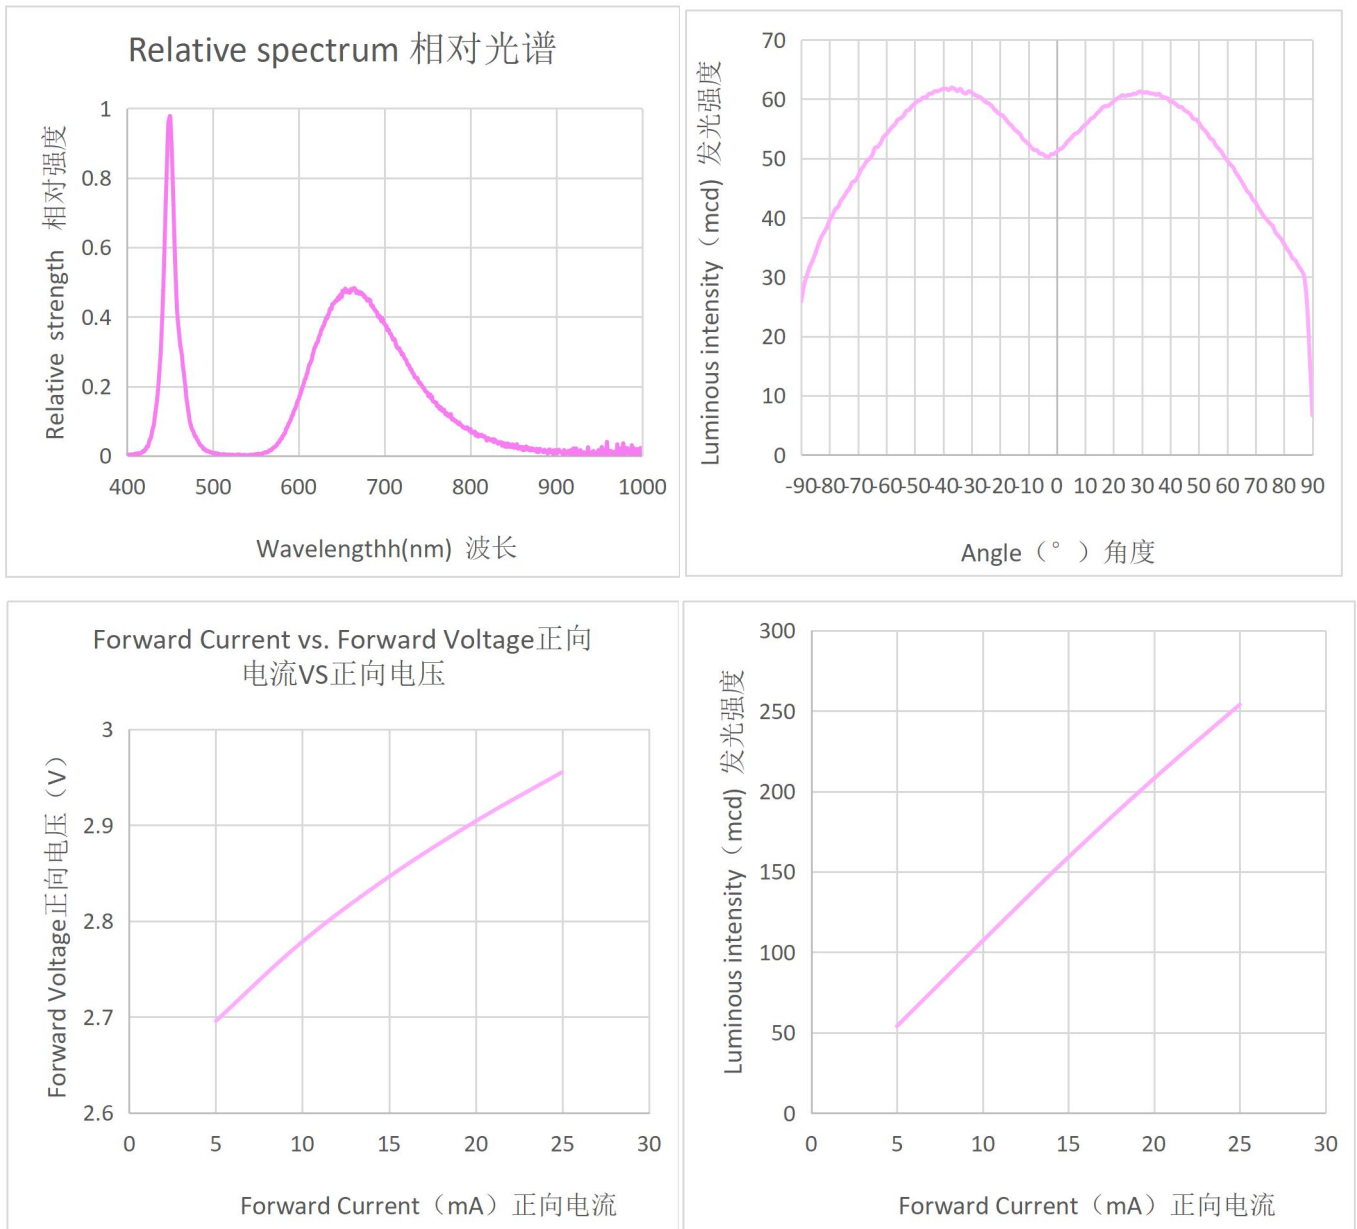 Relative spectrum 相对光谱
Relative strength 相对强度
1
0.8
0.6
0.4
0.2
0
400 500 600 700 800 900 1000
Wavelengthh(nm) 波长
Luminous intensity（mcd) 发光强度
70
60
50
40
30
20
10
0
-90-80-70-60-50-40-30-20-10 0 10 20 30 40 50 60 70 80 90
Angle（°）角度
Forward Current vs. Forward Voltage正向
电流VS正向电压
Forward Voltage正向电压（V）
3
2.9
2.8
2.7
2.6
0 5 10 15 20 25 30
Forward Current（mA）正向电流
Luminous intensity（mcd) 发光强度
300
250
200
150
100
50
0
0 5 10 15 20 25 30
Forward Current（mA）正向电流